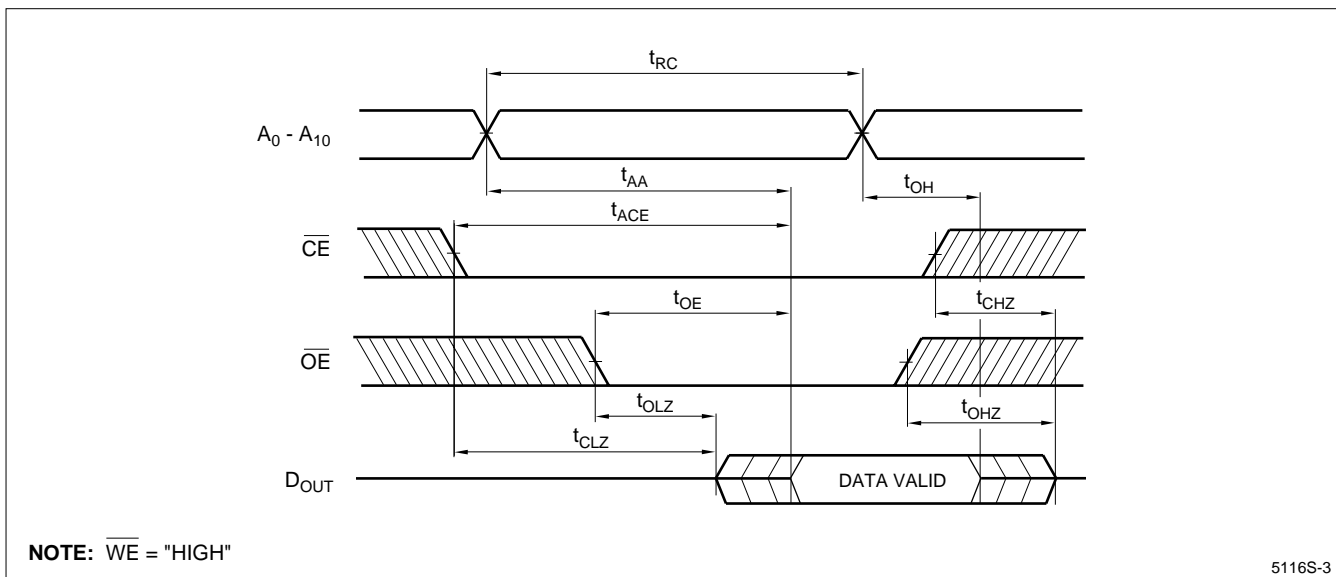 tRC
A0 - A10
tAA
tOH
tACE
CE
tCHZ
tOE
OE
tOLZ
tOHZ
tCLZ
DOUT
DATA VALID
NOTE: WE = "HIGH"
5116S-3